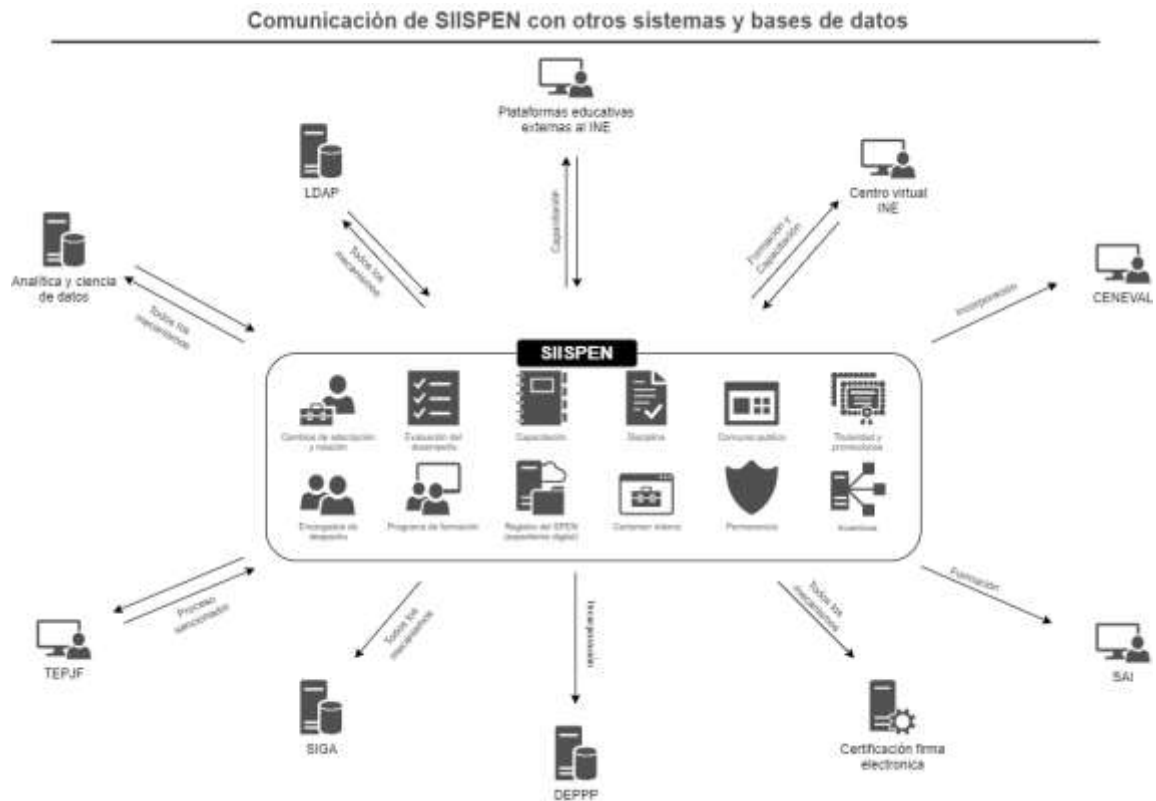 Comunicación de SIISPEN con otros sistemas y bases de datos
Plataformas educativas
externas al INE
LDAP
Centro virtual
INE
Analítica y ciencia
de datos
CENEVAL
Capacitación
Todos los
mecanismos
Formación y
Capacitación
Todos los
mecanismos
Incorporación
SIISPEN
Cambios de adscripción
y rotación
Evaluación del
desempeño
Capacitación
Disciplina
Concurso público
Titularidad y
promociones
Encargados de
despacho
Programa de formación
Registro del SPEN
(expediente digital)
Certamen interno
Permanencia
Incentivos
Proceso
sancionador
Todos los
mecanismos
Incorporación
Todos los
mecanismos
Formación
TEPJF
SIGA
DEPPP
Certificación firma
electronica
SAI